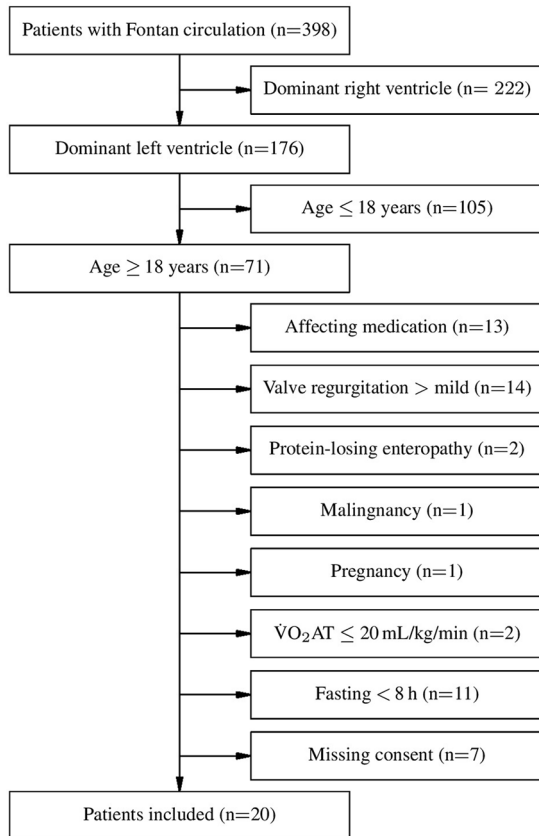 Patients with Fontan circulation (n=398)
Dominant right ventricle (n= 222)
Dominant left ventricle (n=176)
Age ≤ 18 years (n=105)
Age ≥ 18 years (n=71)
Affecting medication (n=13)
Valve regurgitation > mild (n=14)
Protein-losing enteropathy (n=2)
Malingnancy (n=1)
Pregnancy (n=1)
V̇O₂AT ≤ 20 mL/kg/min (n=2)
Fasting < 8 h (n=11)
Missing consent (n=7)
Patients included (n=20)